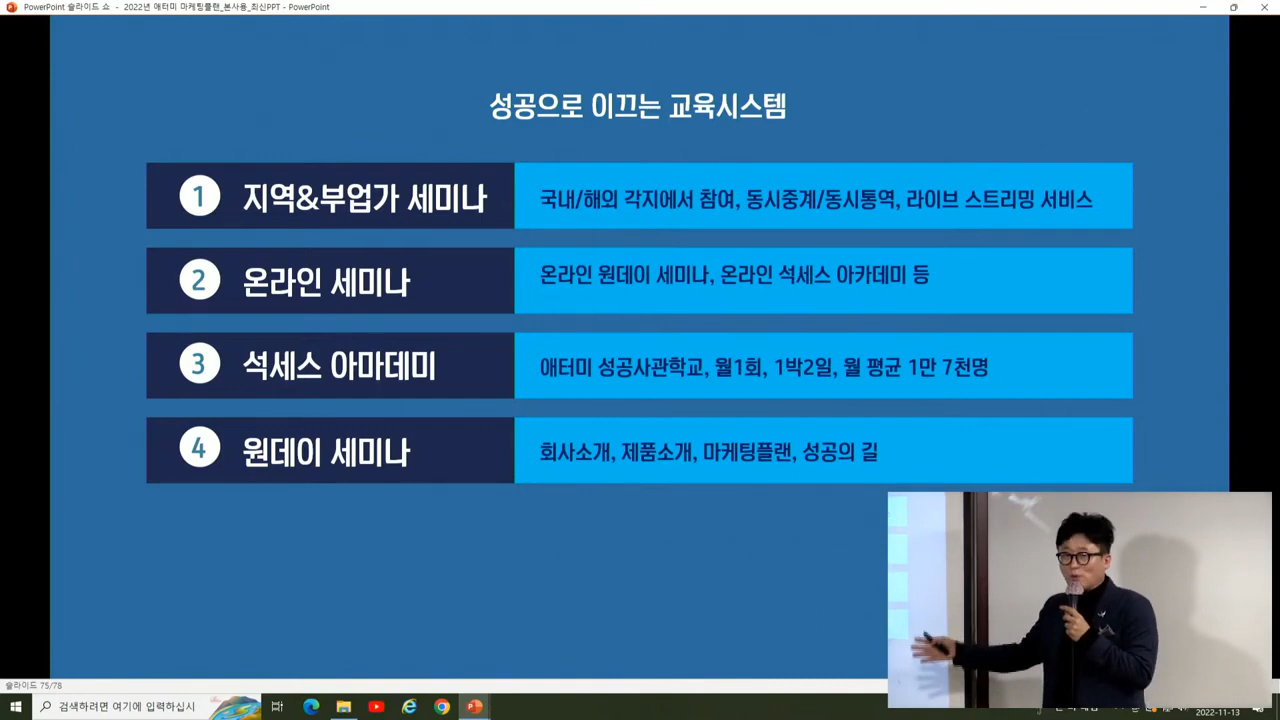 PowerPoint 슬라이드 쇼 - 2022년 애터미 마케팅플랜_본사용_최신PPT - PowerPoint
성공으로 이끄는 교육시스템
1 지역&부업가 세미나 국내/해외 각지에서 참여, 동시중계/동시통역, 라이브 스트리밍 서비스
2 온라인 세미나 온라인 원데이 세미나, 온라인 석세스 아카데미 등
3 석세스 아마데미 애터미 성공사관학교, 월1회, 1박2일, 월 평균 1만 7천명
4 원데이 세미나 회사소개, 제품소개, 마케팅플랜, 성공의 길
슬라이드 75/78
검색하려면 여기에 입력하십시
2022-11-13